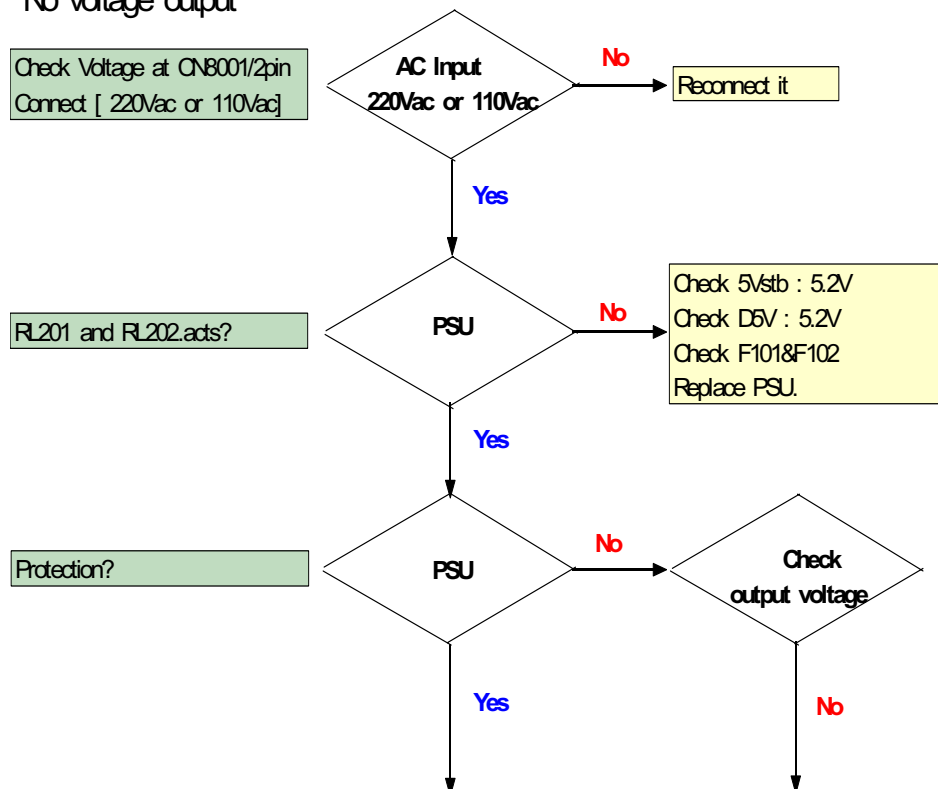 No voltage output
Check Voltage at CN8001/2pin
Connect [ 220Vac or 110Vac]
AC Input
220Vac or 110Vac
No
Reconnect it
Yes
RL201 and RL202.acts?
PSU
No
Check 5Vstb : 5.2V
Check D5V : 5.2V
Check F101&F102
Replace PSU.
Yes
Protection?
PSU
No
Check
output voltage
Yes
No